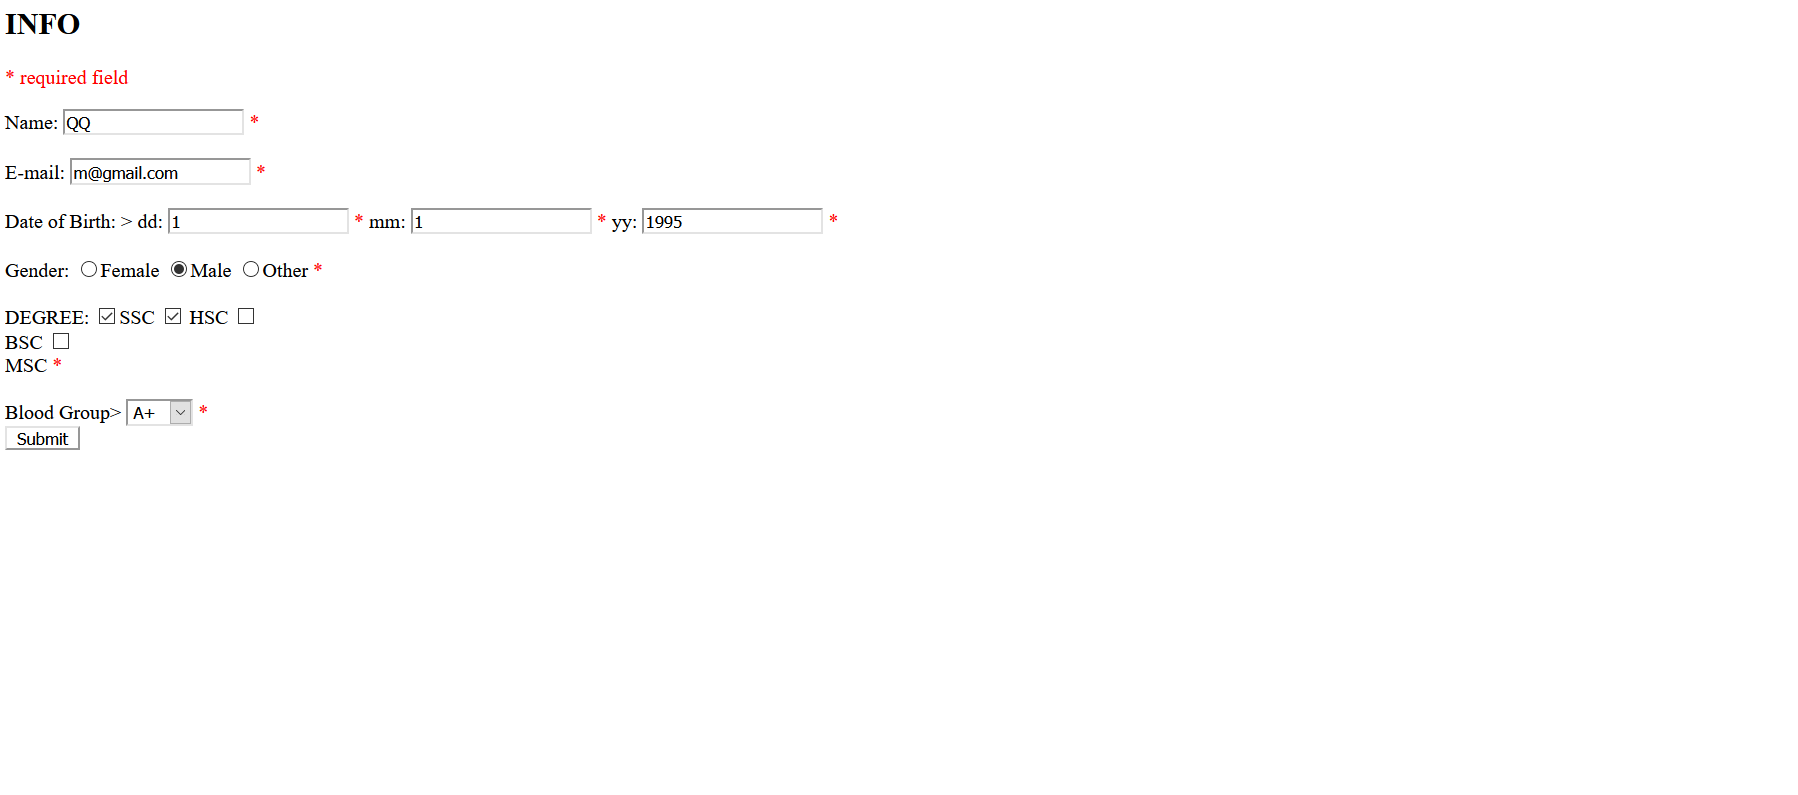 INFO
* required field
Name: QQ *
E-mail: m@gmail.com *
Date of Birth: > dd: 1 * mm: 1 * yy: 1995 *
Gender: Female Male Other *
DEGREE: SSC HSC
BSC
MSC *
Blood Group> A+ *
Submit